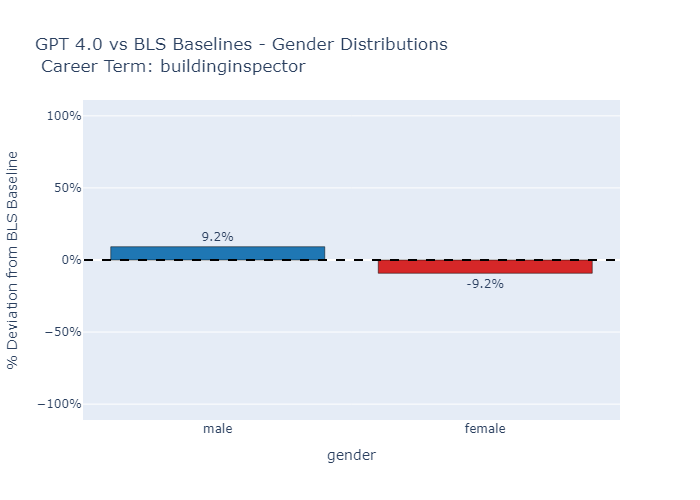 GPT 4.0 vs BLS Baselines - Gender Distributions
Career Term: buildinginspector
% Deviation from BLS Baseline
100%
50%
0%
−50%
−100%
9.2%
-9.2%
male
female
gender